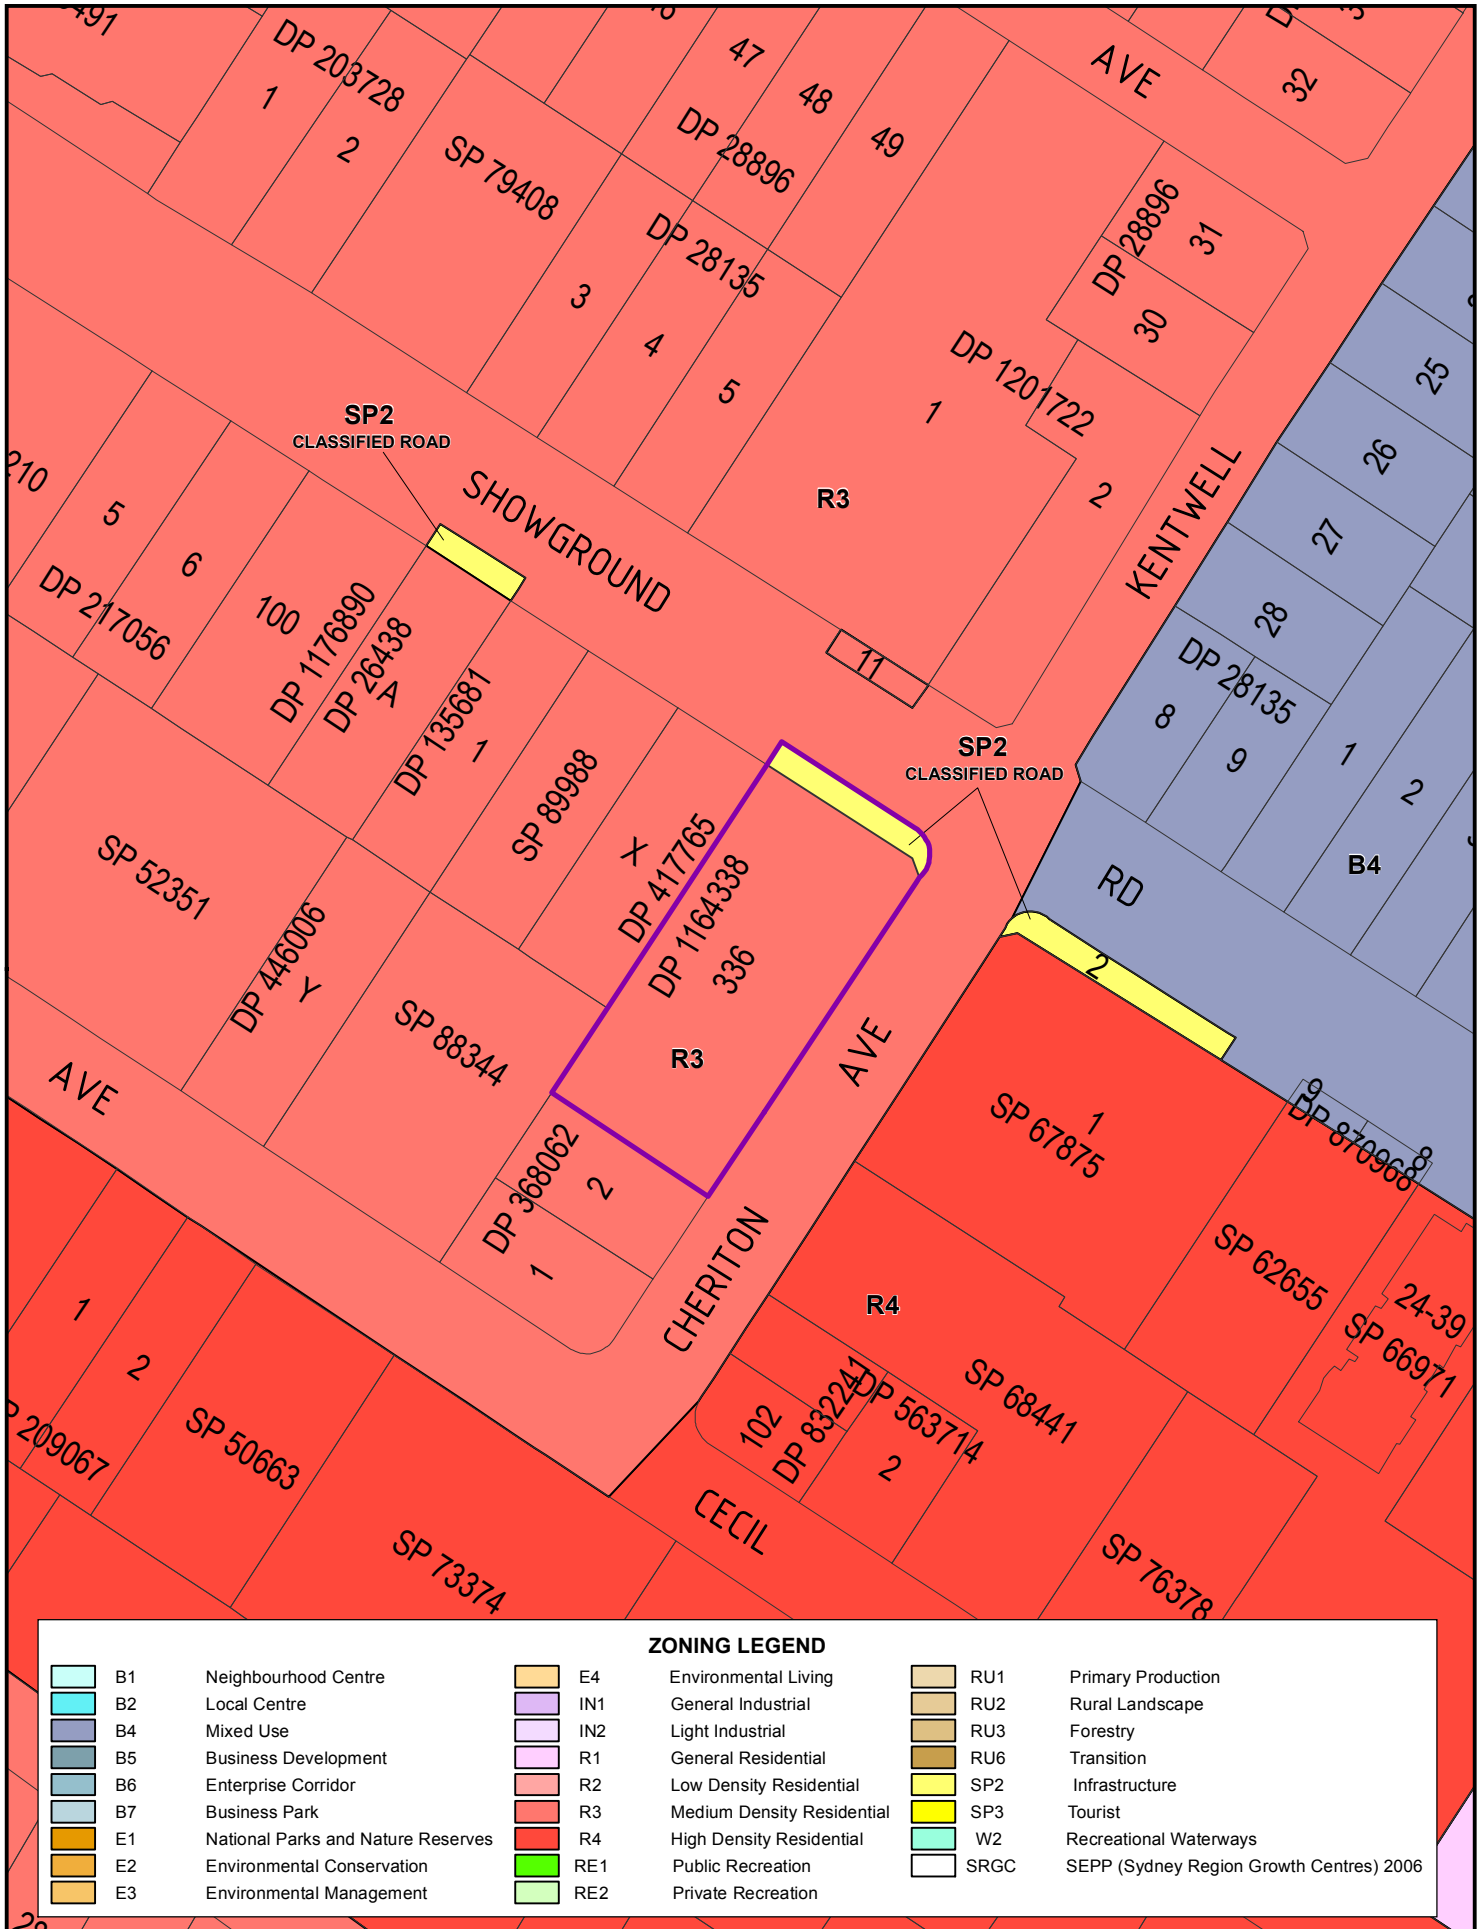 DP 203728
1
2
SP 79408
47
48
49
DP 28896
AVE
32
DP 28135
3
4
5
DP 28896
31
30
DP 1201722
1
2
R3
25
26
27
28
KENTWELL
SP2
CLASSIFIED ROAD
SHOWGROUND
210
5
6
DP 217056
100
DP 1176890
DP 26438
A
DP 135681
1
11
SP2
CLASSIFIED ROAD
DP 28135
8
9
1
2
B4
RD
SP 52351
SP 89988
X
DP 417765
DP 1164338
336
R3
DP 446006
Y
SP 88344
AVE
AVE
2
SP 67875
1
9
DP 870968
8
DP 368062
2
1
CHERITON
SP 62655
24-39
SP 66971
R4
1
2
P 209067
SP 50663
SP 73374
102
DP 832241
DP 563714
2
SP 68441
CECIL
SP 76378
ZONING LEGEND
B1 Neighbourhood Centre
B2 Local Centre
B4 Mixed Use
B5 Business Development
B6 Enterprise Corridor
B7 Business Park
E1 National Parks and Nature Reserves
E2 Environmental Conservation
E3 Environmental Management
E4 Environmental Living
IN1 General Industrial
IN2 Light Industrial
R1 General Residential
R2 Low Density Residential
R3 Medium Density Residential
R4 High Density Residential
RE1 Public Recreation
RE2 Private Recreation
RU1 Primary Production
RU2 Rural Landscape
RU3 Forestry
RU6 Transition
SP2 Infrastructure
SP3 Tourist
W2 Recreational Waterways
SRGC SEPP (Sydney Region Growth Centres) 2006